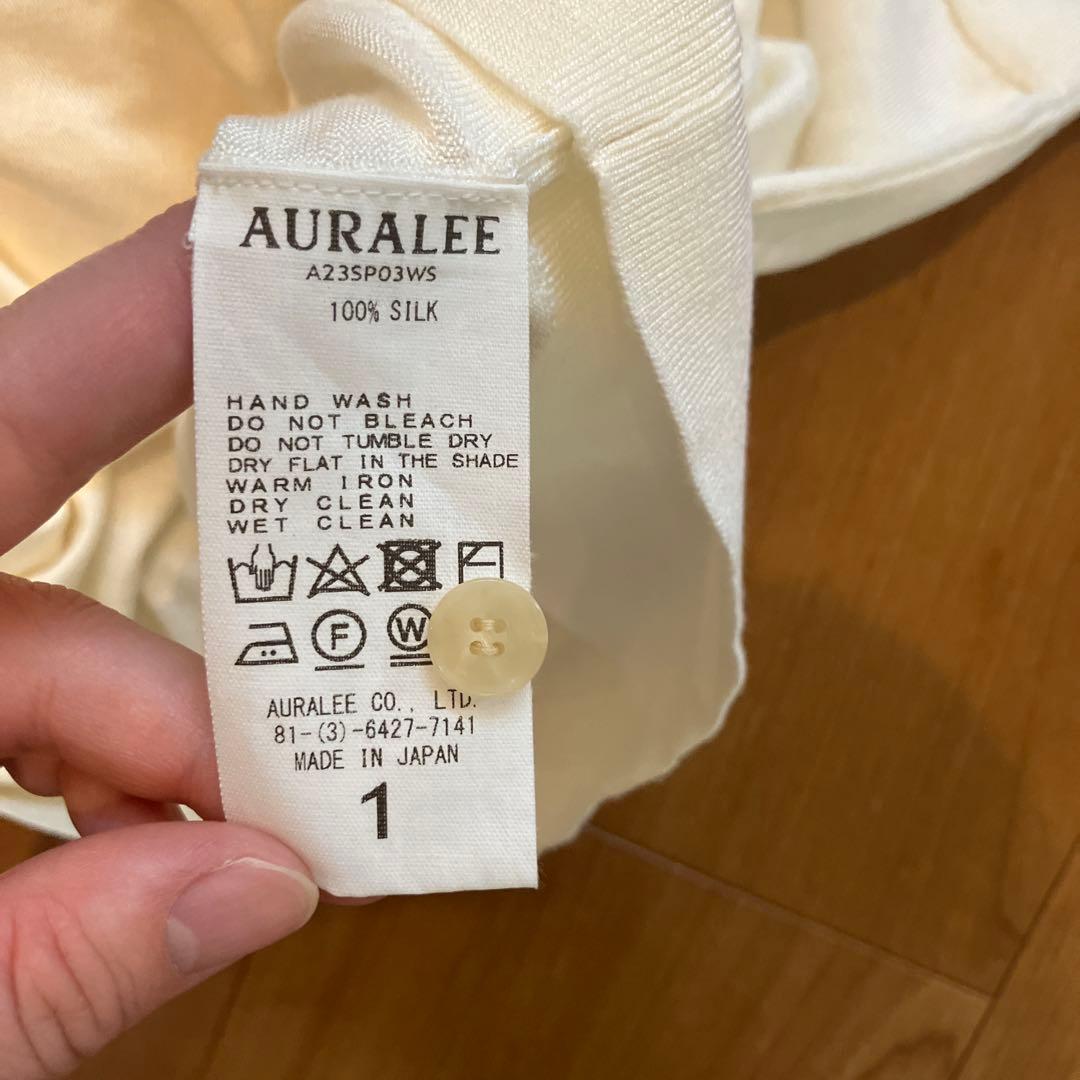 AURALEE
A23SP03WS
100% SILK
HAND WASH
DO NOT BLEACH
DO NOT TUMBLE DRY
DRY FLAT IN THE SHADE
WARM IRON
DRY CLEAN
WET CLEAN
F W
AURALEE CO., LTD.
81-(3)-6427-7141
MADE IN JAPAN
1